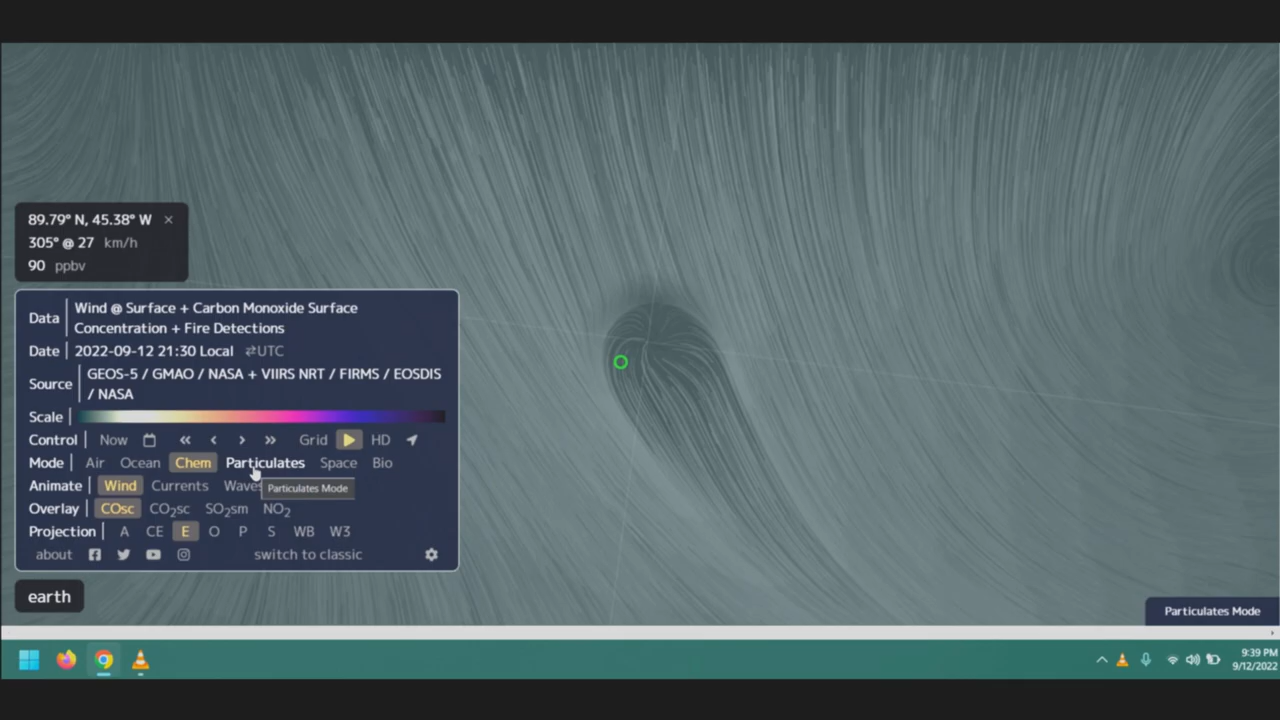 89.79° N, 45.38° W ×
305° @ 27 km/h
90 ppbv
Data | Wind @ Surface + Carbon Monoxide Surface
Concentration + Fire Detections
Date | 2022-09-12 21:30 Local ⇄UTC
Source | GEOS-5 / GMAO / NASA + VIIRS NRT / FIRMS / EOSDIS
/ NASA
Scale
Control | Now « ‹ › » Grid HD
Mode | Air Ocean Chem Particulates Space Bio
Animate | Wind Currents Waves
Particulates Mode
Overlay | COsc CO₂sc SO₂sm NO₂
Projection | A CE E O P S WB W3
about switch to classic
earth
Particulates Mode
9:39 PM
9/12/2022